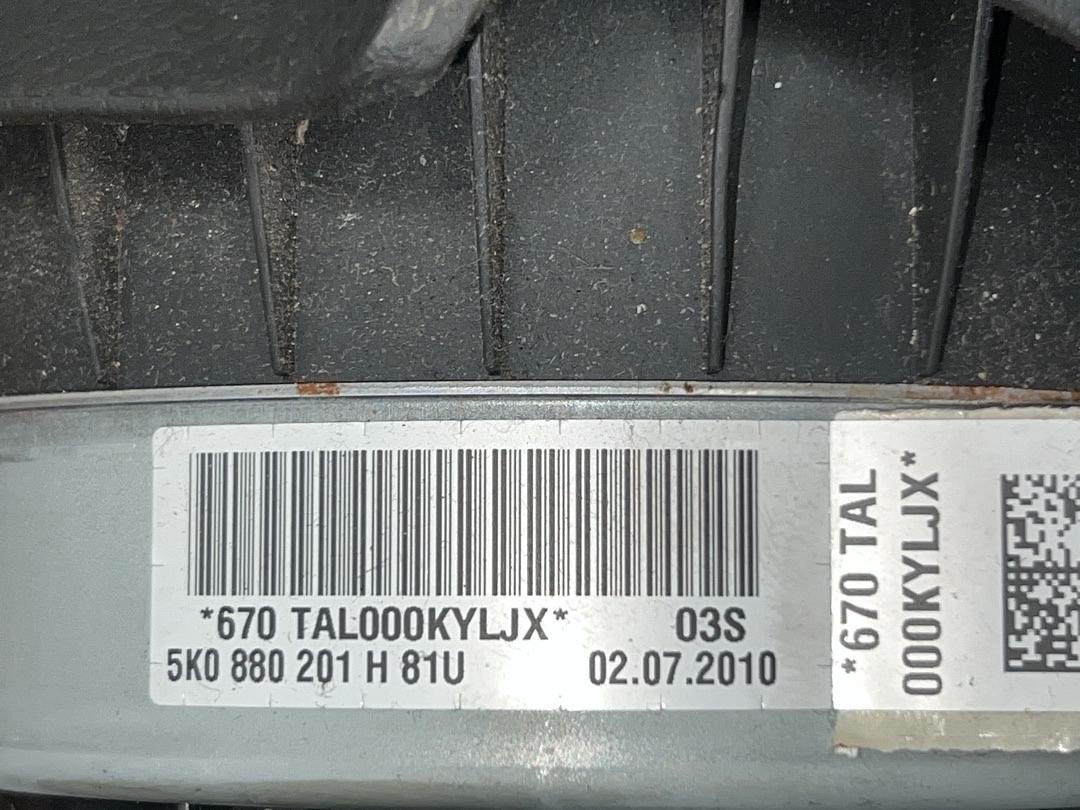 *670 TAL000KYLJX* 03S
5K0 880 201 H 81U 02.07.2010
*670 TAL
000KYLJX*